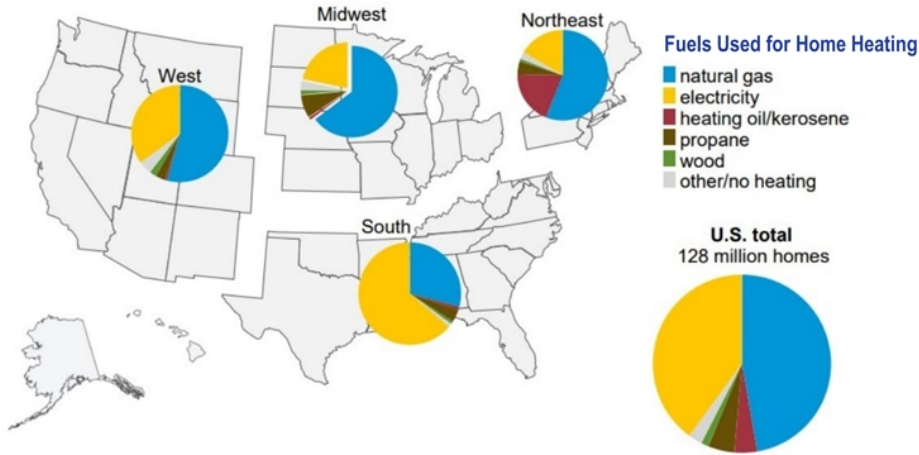 Midwest
Northeast
West
South
Fuels Used for Home Heating
natural gas
electricity
heating oil/kerosene
propane
wood
other/no heating
U.S. total
128 million homes